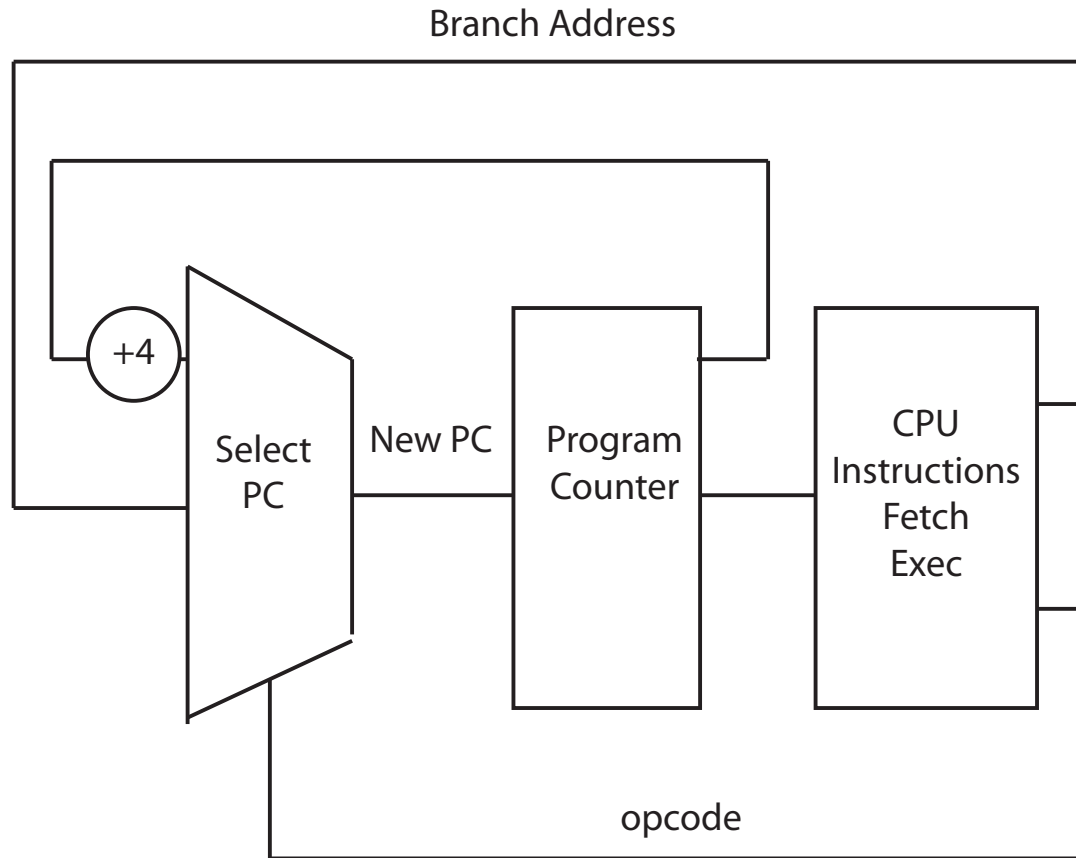 Branch Address
+4
Select
PC
New PC
Program
Counter
CPU
Instructions
Fetch
Exec
opcode